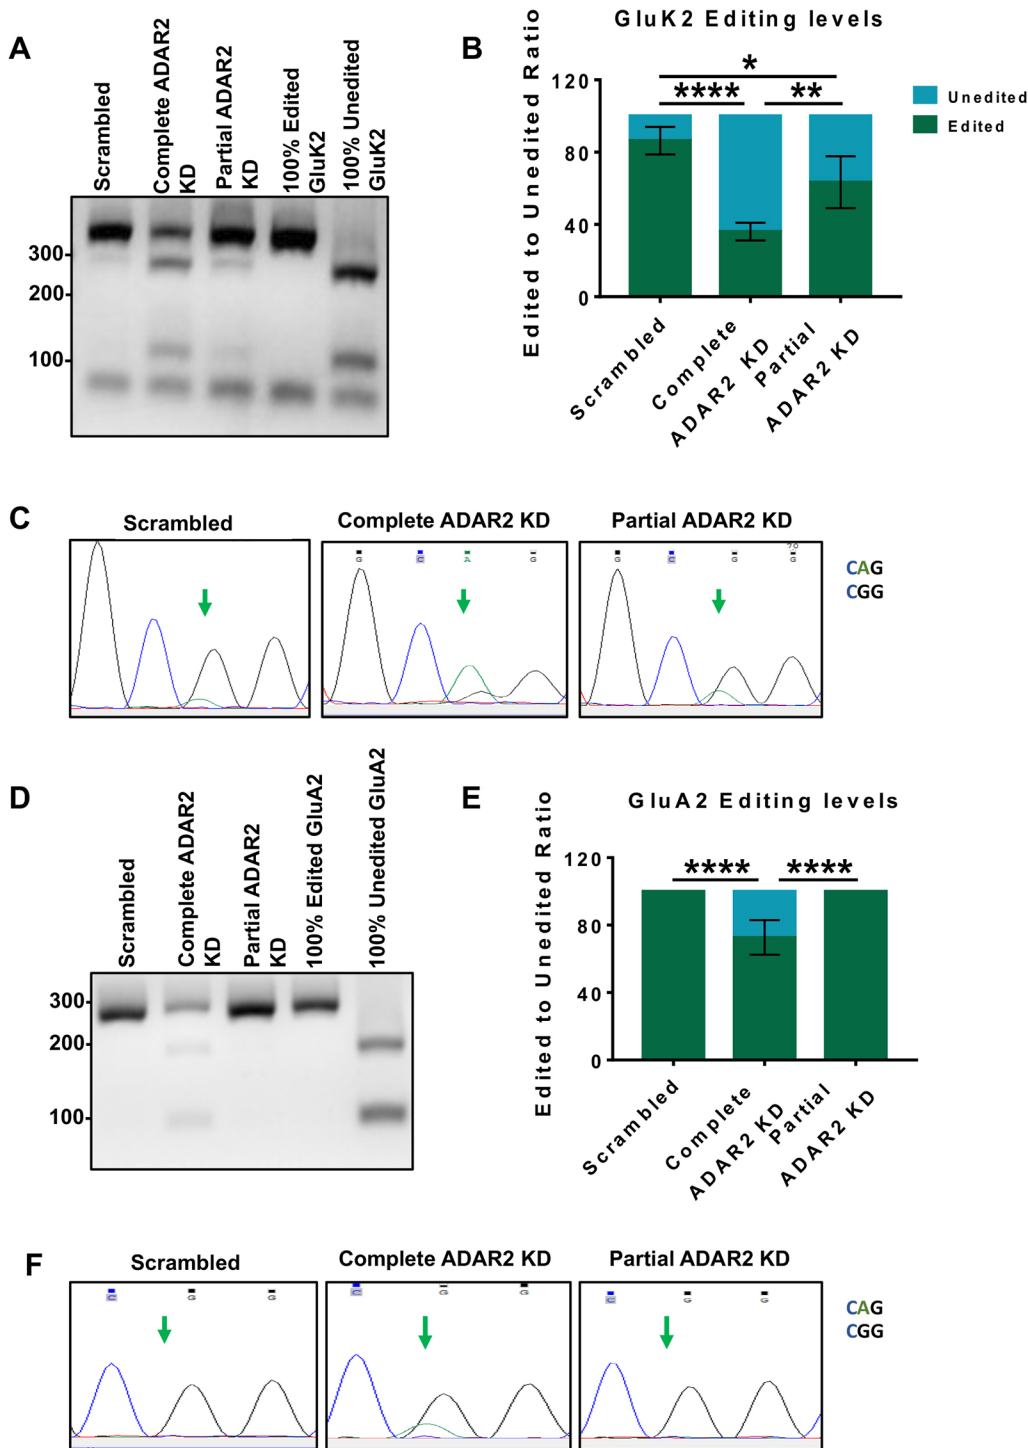 A
Scrambled
Complete ADAR2
KD
Partial ADAR2
KD
100% Edited
GluK2
100% Unedited
GluK2
300
200
100
B
GluK2 Editing levels
Edited to Unedited Ratio
120
80
40
0
*
****
**
Unedited
Edited
Scrambled
Complete
ADAR2 KD
Partial
ADAR2 KD
C
Scrambled
Complete ADAR2 KD
Partial ADAR2 KD
G C A G
G C G G
70
CAG
CGG
D
Scrambled
Complete ADAR2
KD
Partial ADAR2
KD
100% Edited GluA2
100% Unedited GluA2
300
200
100
E
GluA2 Editing levels
Edited to Unedited Ratio
120
80
40
0
****
****
Scrambled
Complete
ADAR2 KD
Partial
ADAR2 KD
F
Scrambled
Complete ADAR2 KD
Partial ADAR2 KD
C G G
C G G
C G G
CAG
CGG